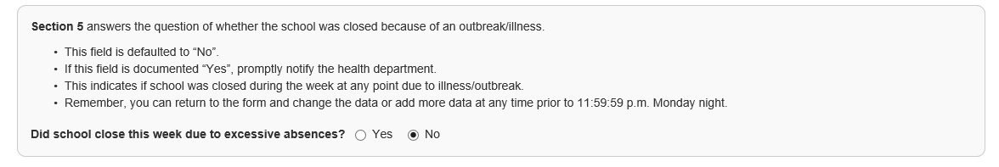 Section 5 answers the question of whether the school was closed because of an outbreak/illness.
• This field is defaulted to “No”.
• If this field is documented “Yes”, promptly notify the health department.
• This indicates if school was closed during the week at any point due to illness/outbreak.
• Remember, you can return to the form and change the data or add more data at any time prior to 11:59:59 p.m. Monday night.
Did school close this week due to excessive absences? Yes No